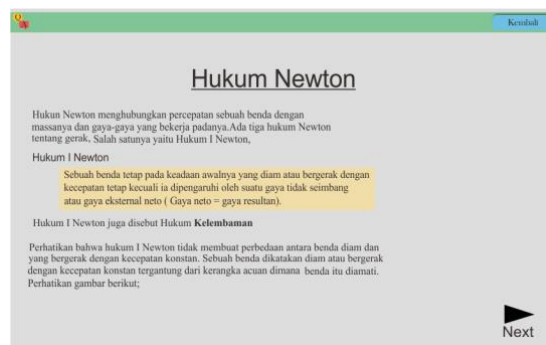 Kembali
Hukum Newton
Hukun Newton menghubungkan percepatan sebuah benda dengan
massanya dan gaya-gaya yang bekerja padanya.Ada tiga hukum Newton
tentang gerak, Salah satunya yaitu Hukum I Newton,
Hukum I Newton
Sebuah benda tetap pada keadaan awalnya yang diam atau bergerak dengan
kecepatan tetap kecuali ia dipengaruhi oleh suatu gaya tidak seimbang
atau gaya eksternal neto ( Gaya neto = gaya resultan).
Hukum I Newton juga disebut Hukum Kelembaman
Perhatikan bahwa hukum I Newton tidak membuat perbedaan antara benda diam dan
yang bergerak dengan kecepatan konstan. Sebuah benda dikatakan diam atau bergerak
dengan kecepatan konstan tergantung dari kerangka acuan dimana benda itu diamati.
Perhatikan gambar berikut;
Next